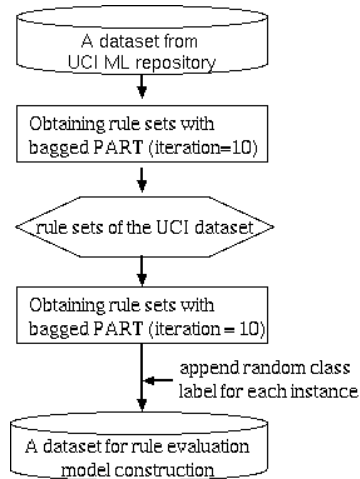 A dataset from
UCI ML repository
Obtaining rule sets with
bagged PART (iteration=10)
rule sets of the UCI dataset
Obtaining rule sets with
bagged PART (iteration = 10)
append random class
label for each instance
A dataset for rule evaluation
model construction